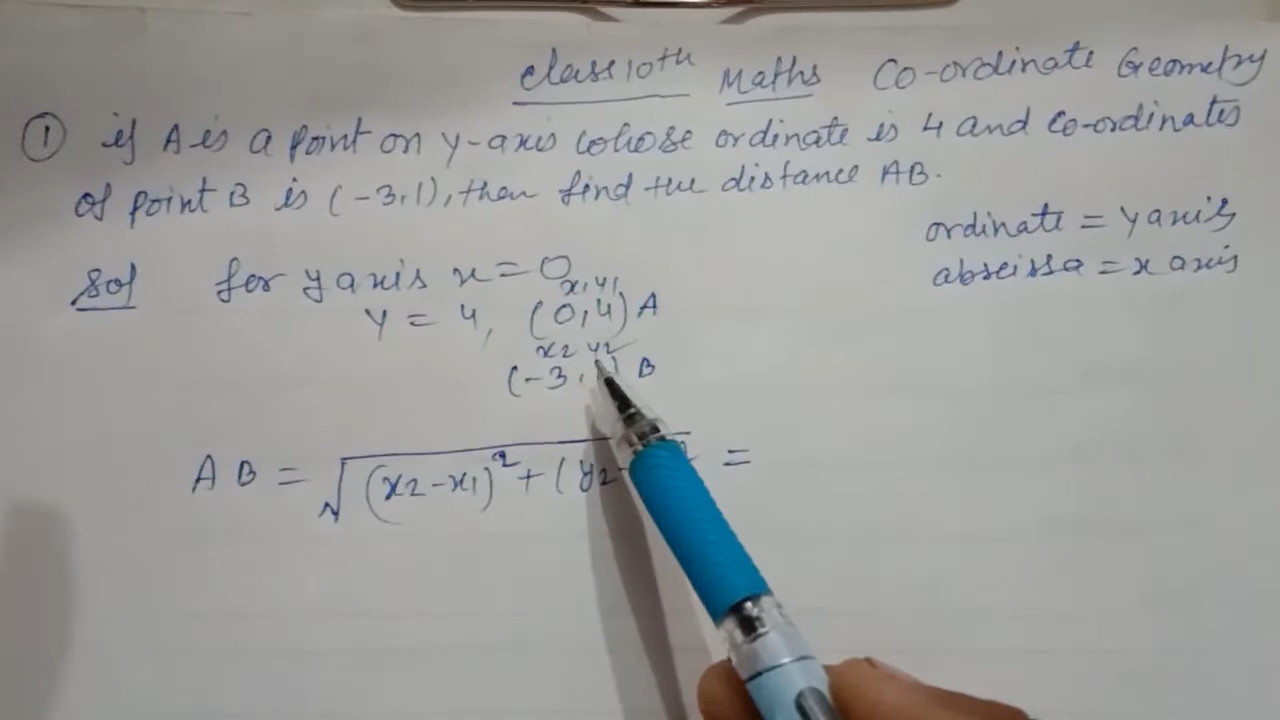 class 10th Maths Co-ordinate Geometry
① if A is a point on y-axis whose ordinate is 4 and co-ordinates
of point B is (-3,1), then find the distance AB.
ordinate = y axis
abscissa = x axis
Sol for y axis x = 0
x1 y1
y = 4, (0,4) A
x2 y2
(-3, ) B
AB = √(x2-x1)² + (y2- ² =